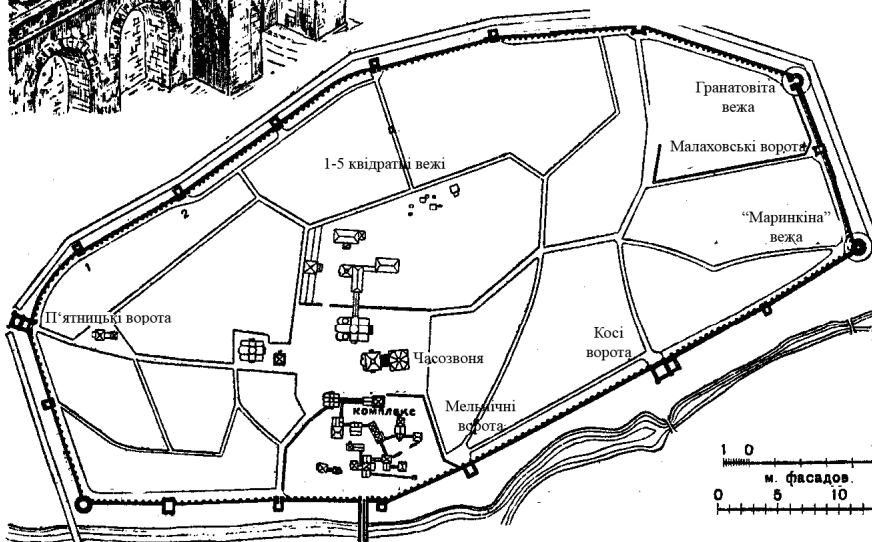 Гранатовіта
вежа
Малаховські ворота
1-5 квідратні вежі
2
"Маринкіна"
вежа
1
П'ятницькі ворота
Косі
ворота
Часозвоня
Мельнічні
ворота
комплекс
1 0
м. фасадов.
0 5 10